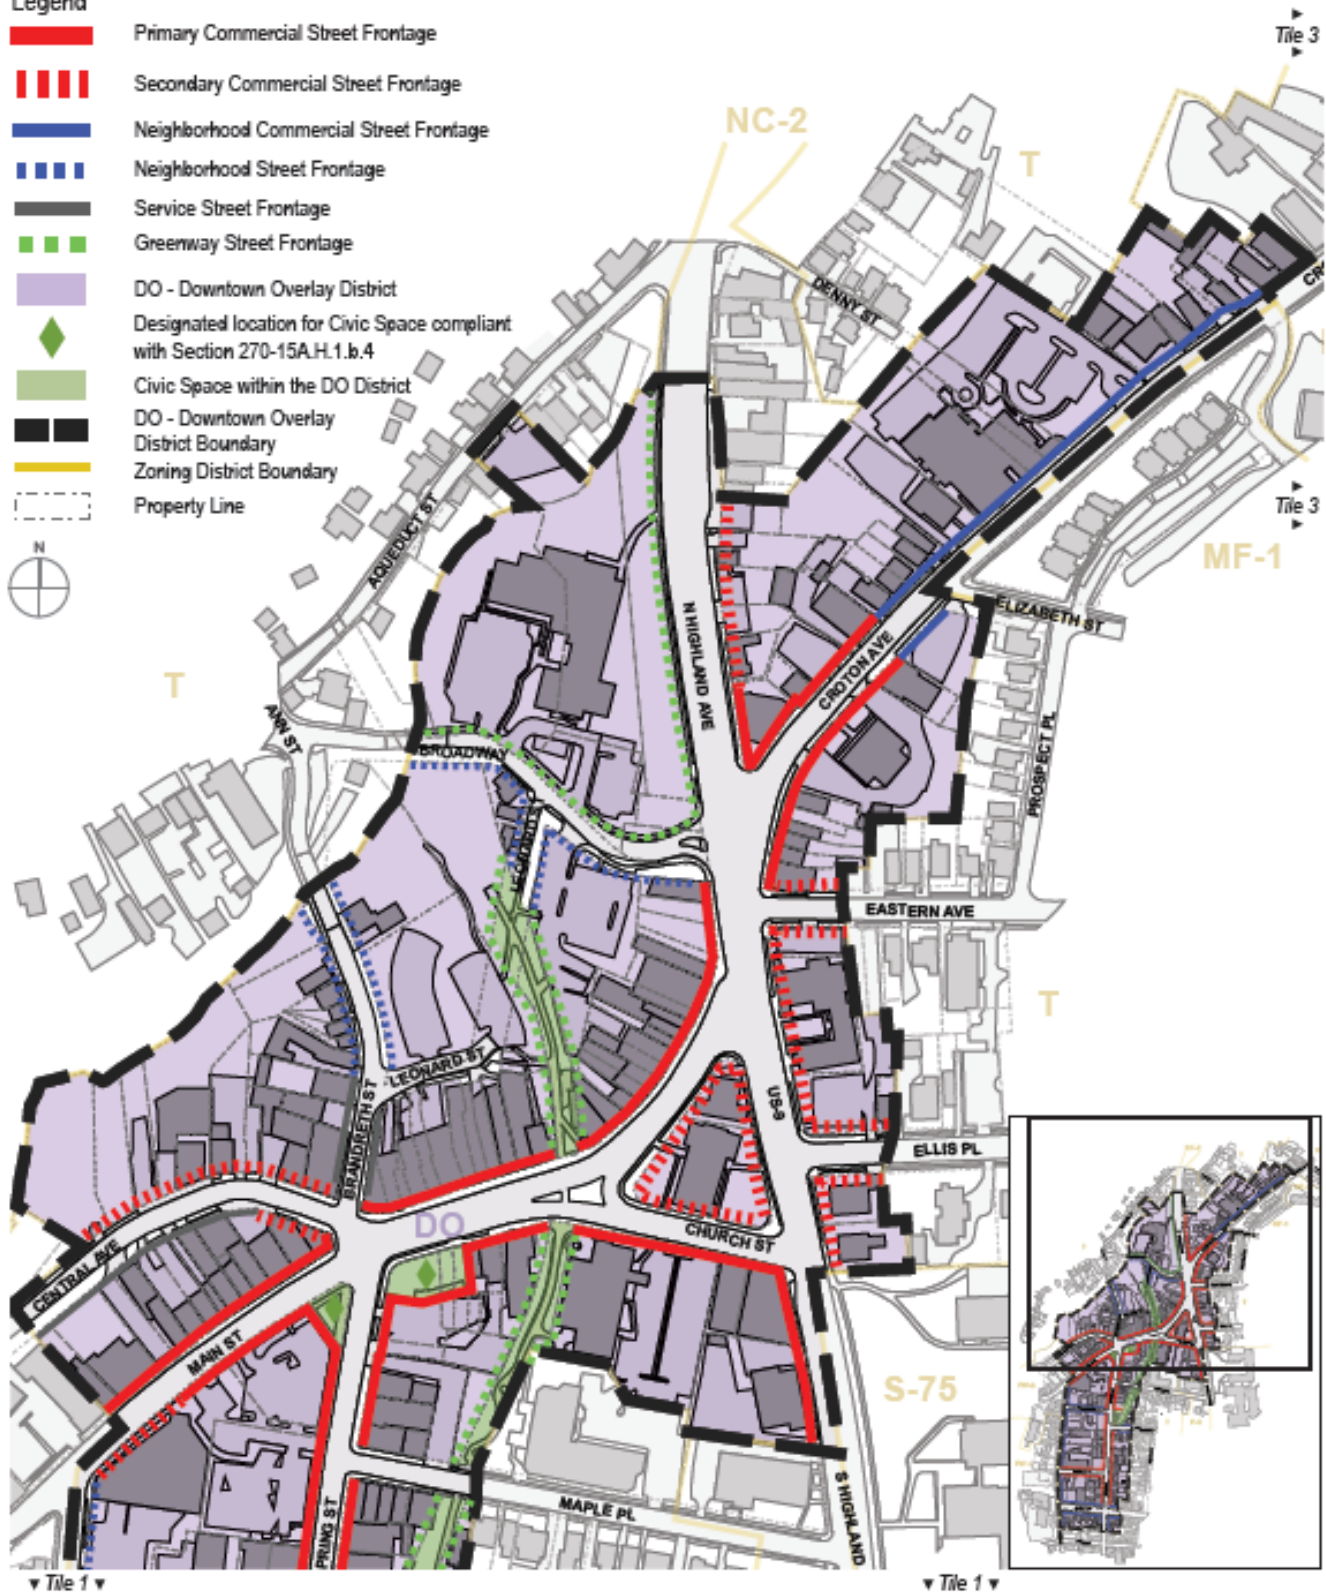 Legend
Primary Commercial Street Frontage
Secondary Commercial Street Frontage
Neighborhood Commercial Street Frontage
Neighborhood Street Frontage
Service Street Frontage
Greenway Street Frontage
DO - Downtown Overlay District
Designated location for Civic Space compliant
with Section 270-15A.H.1.b.4
Civic Space within the DO District
DO - Downtown Overlay
District Boundary
Zoning District Boundary
Property Line
N
Tile 3
NC-2
T
DENNY ST
CR
Tile 3
MF-1
AQUEDUCT ST
ELIZABETH ST
N HIGHLAND AVE
CROTON AVE
T
ANN ST
BROADWAY
PROSPECT PL
EASTERN AVE
T
LEONARD ST
BRANDRETH ST
US-9
ELLIS PL
DO
CHURCH ST
CENTRAL AVE
MAIN ST
S-75
PRING ST
MAPLE PL
S HIGHLAND
▼ Tile 1 ▼
▼ Tile 1 ▼